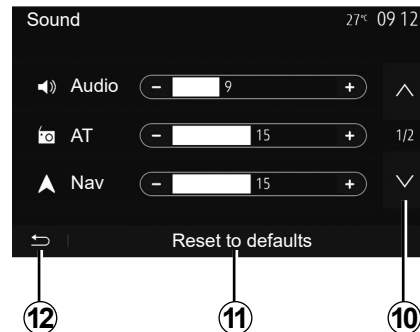 Sound 27°C 09 12
Audio - 9 +
AT - 15 + 1/2
Nav - 15 +
Reset to defaults
12 11 10